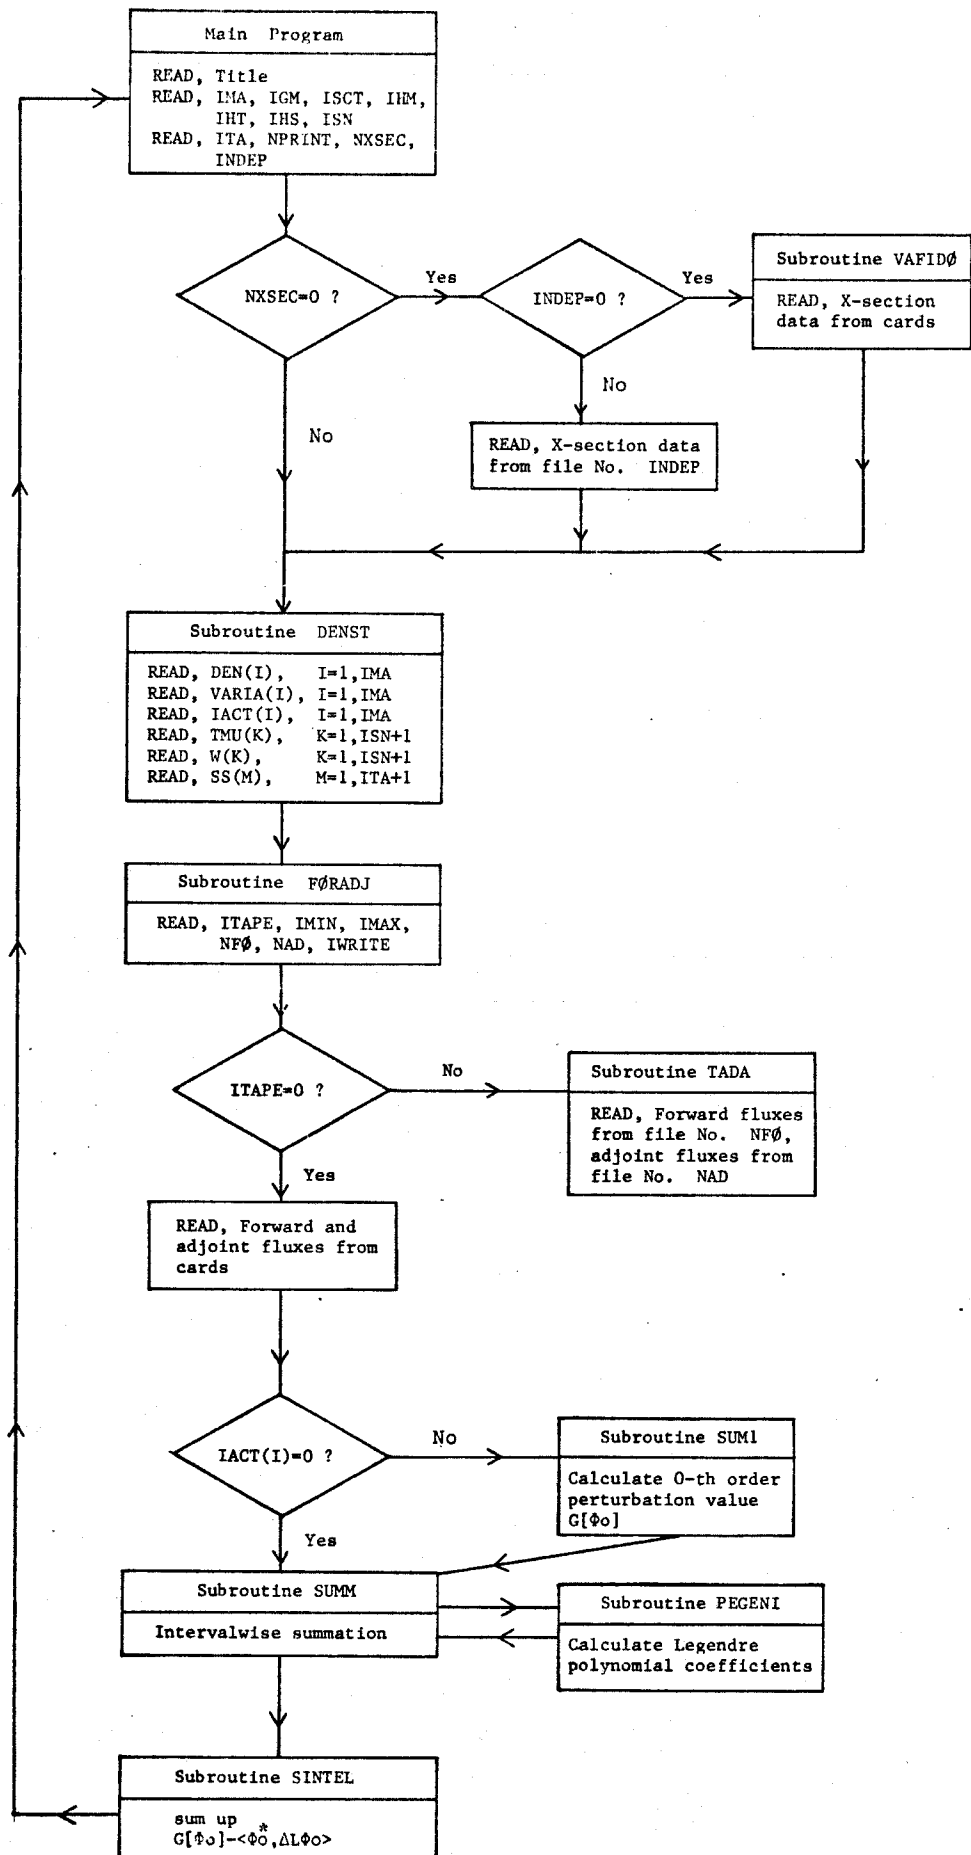 Main Program
READ, Title
READ, IMA, IGM, ISCT, IHM,
IHT, IHS, ISN
READ, ITA, NPRINT, NXSEC,
INDEP
NXSEC=0 ?
Yes
INDEP=0 ?
Yes
Subroutine VAFIDØ
READ, X-section
data from cards
No
No
READ, X-section data
from file No. INDEP
Subroutine DENST
READ, DEN(I), I=1,IMA
READ, VARIA(I), I=1,IMA
READ, IACT(I), I=1,IMA
READ, TMU(K), K=1,ISN+1
READ, W(K), K=1,ISN+1
READ, SS(M), M=1,ITA+1
Subroutine FØRADJ
READ, ITAPE, IMIN, IMAX,
NFØ, NAD, IWRITE
ITAPE=0 ?
No
Subroutine TADA
READ, Forward fluxes
from file No. NFØ,
adjoint fluxes from
file No. NAD
Yes
READ, Forward and
adjoint fluxes from
cards
IACT(I)=0 ?
No
Subroutine SUM1
Calculate 0-th order
perturbation value
G[Φo]
Yes
Subroutine SUMM
Intervalwise summation
Subroutine PEGENI
Calculate Legendre
polynomial coefficients
Subroutine SINTEL
sum up
G[Φo]-<Φo*,ΔLΦo>